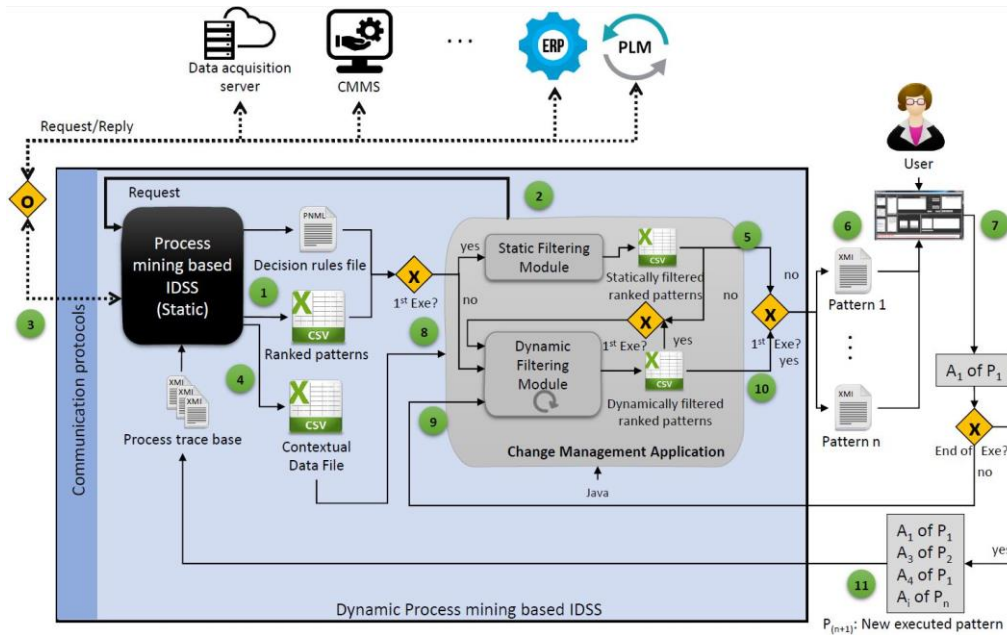 ERP
PLM
Data acquisition
server
CMMS
...
Request/Reply
User
O
Request
2
PNML
Process
mining based
IDSS
(Static)
Decision rules file
yes
Static Filtering
Module
CSV
5
6
7
XMI
X
1st Exe?
Statically filtered
ranked patterns
no
no
no
1
X
CSV
Ranked patterns
Pattern 1
3
8
X
1st Exe?
yes
X
1st Exe?
yes
Dynamic
Filtering
Module
CSV
10
4
XMI
XMI
XMI
X
CSV
9
Dynamically filtered
ranked patterns
XMI
Pattern n
A1 of P1
X
End of Exe?
no
Process trace base
Contextual
Data File
Change Management Application
Java
Communication protocols
yes
A1 of P1
A3 of P2
A4 of P1
Ai of Pn
11
Dynamic Process mining based IDSS
P(n+1): New executed pattern